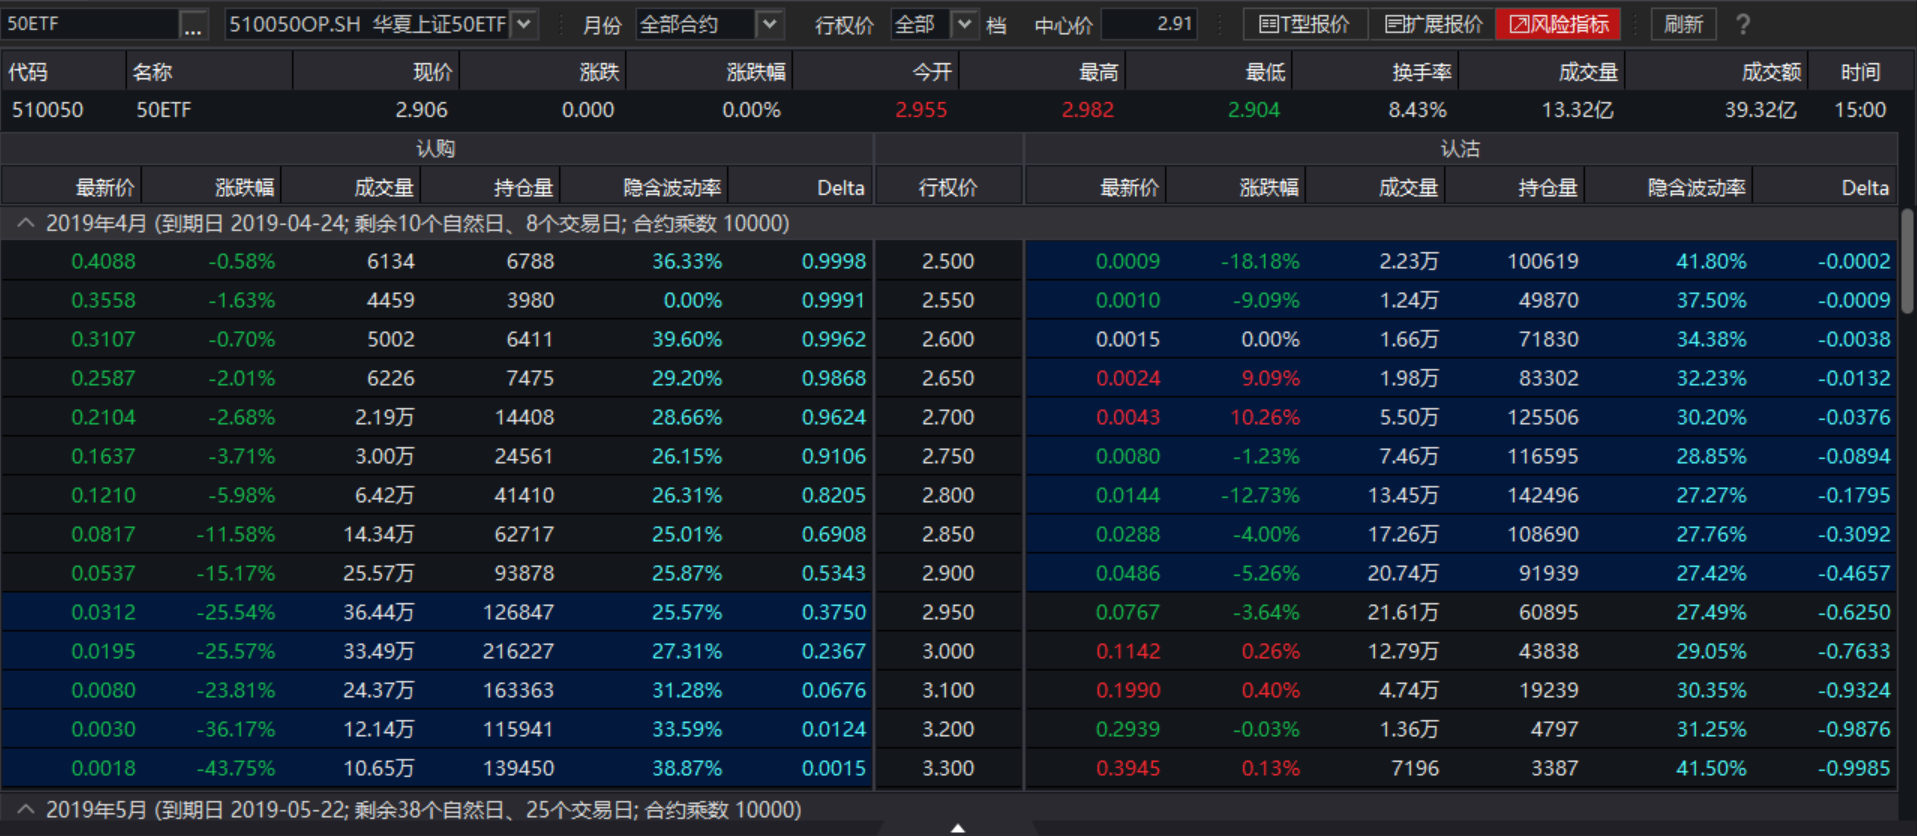 50ETF ... 510050OP.SH 华夏上证50ETF 月份 全部合约 行权价 全部 档 中心价 2.91 T型报价 扩展报价 风险指标 刷新 ?
代码 名称 现价 涨跌 涨跌幅 今开 最高 最低 换手率 成交量 成交额 时间
510050 50ETF 2.906 0.000 0.00% 2.955 2.982 2.904 8.43% 13.32亿 39.32亿 15:00
认购 认沽
最新价 涨跌幅 成交量 持仓量 隐含波动率 Delta 行权价 最新价 涨跌幅 成交量 持仓量 隐含波动率 Delta
2019年4月 (到期日 2019-04-24; 剩余10个自然日、8个交易日; 合约乘数 10000)
0.4088 -0.58% 6134 6788 36.33% 0.9998 2.500 0.0009 -18.18% 2.23万 100619 41.80% -0.0002
0.3558 -1.63% 4459 3980 0.00% 0.9991 2.550 0.0010 -9.09% 1.24万 49870 37.50% -0.0009
0.3107 -0.70% 5002 6411 39.60% 0.9962 2.600 0.0015 0.00% 1.66万 71830 34.38% -0.0038
0.2587 -2.01% 6226 7475 29.20% 0.9868 2.650 0.0024 9.09% 1.98万 83302 32.23% -0.0132
0.2104 -2.68% 2.19万 14408 28.66% 0.9624 2.700 0.0043 10.26% 5.50万 125506 30.20% -0.0376
0.1637 -3.71% 3.00万 24561 26.15% 0.9106 2.750 0.0080 -1.23% 7.46万 116595 28.85% -0.0894
0.1210 -5.98% 6.42万 41410 26.31% 0.8205 2.800 0.0144 -12.73% 13.45万 142496 27.27% -0.1795
0.0817 -11.58% 14.34万 62717 25.01% 0.6908 2.850 0.0288 -4.00% 17.26万 108690 27.76% -0.3092
0.0537 -15.17% 25.57万 93878 25.87% 0.5343 2.900 0.0486 -5.26% 20.74万 91939 27.42% -0.4657
0.0312 -25.54% 36.44万 126847 25.57% 0.3750 2.950 0.0767 -3.64% 21.61万 60895 27.49% -0.6250
0.0195 -25.57% 33.49万 216227 27.31% 0.2367 3.000 0.1142 0.26% 12.79万 43838 29.05% -0.7633
0.0080 -23.81% 24.37万 163363 31.28% 0.0676 3.100 0.1990 0.40% 4.74万 19239 30.35% -0.9324
0.0030 -36.17% 12.14万 115941 33.59% 0.0124 3.200 0.2939 -0.03% 1.36万 4797 31.25% -0.9876
0.0018 -43.75% 10.65万 139450 38.87% 0.0015 3.300 0.3945 0.13% 7196 3387 41.50% -0.9985
2019年5月 (到期日 2019-05-22; 剩余38个自然日、25个交易日; 合约乘数 10000)